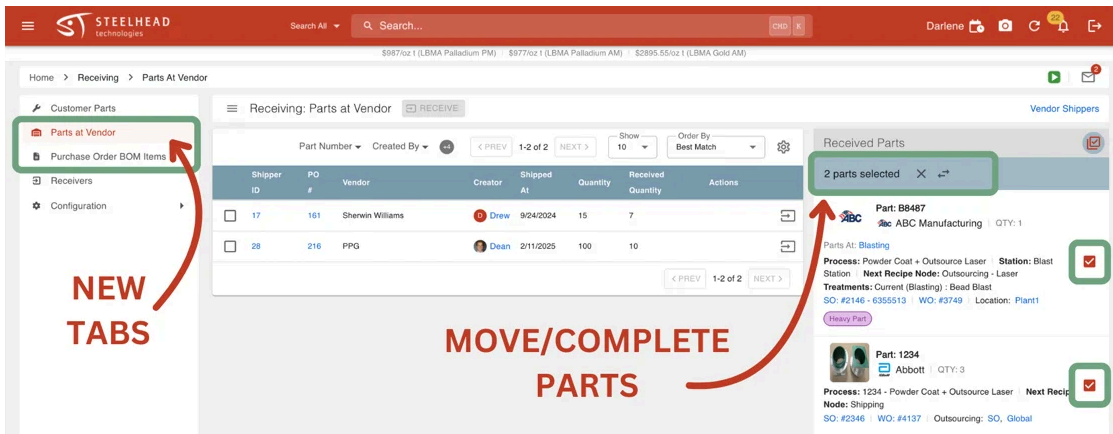 STEELHEAD
technologies
Search All
Search...
CMD K
Darlene
22
$987/oz t (LBMA Palladium PM) | $977/oz t (LBMA Palladium AM) | $2895.55/oz t (LBMA Gold AM)
Home > Receiving > Parts At Vendor
2
Customer Parts
Parts at Vendor
Purchase Order BOM Items
Receivers
Configuration
Receiving: Parts at Vendor
RECEIVE
Vendor Shippers
Part Number
Created By
+4
< PREV
1-2 of 2
NEXT >
Show
10
Order By
Best Match
Shipper ID
PO #
Vendor
Creator
Shipped At
Quantity
Received Quantity
Actions
17 161 Sherwin Williams D Drew 9/24/2024 15 7
28 216 PPG Dean 2/11/2025 100 10
< PREV 1-2 of 2 NEXT >
NEW
TABS
MOVE/COMPLETE
PARTS
Received Parts
2 parts selected
ABC
Part: B8487
ABC ABC Manufacturing | QTY: 1
Parts At: Blasting
Process: Powder Coat + Outsource Laser | Station: Blast
Station | Next Recipe Node: Outsourcing - Laser
Treatments: Current (Blasting) : Bead Blast
SO: #2146 - 6355513 | WO: #3749 | Location: Plant1
Heavy Part
Part: 1234
Abbott | QTY: 3
Process: 1234 - Powder Coat + Outsource Laser | Next Recip
Node: Shipping
SO: #2346 | WO: #4137 | Outsourcing: SO, Global